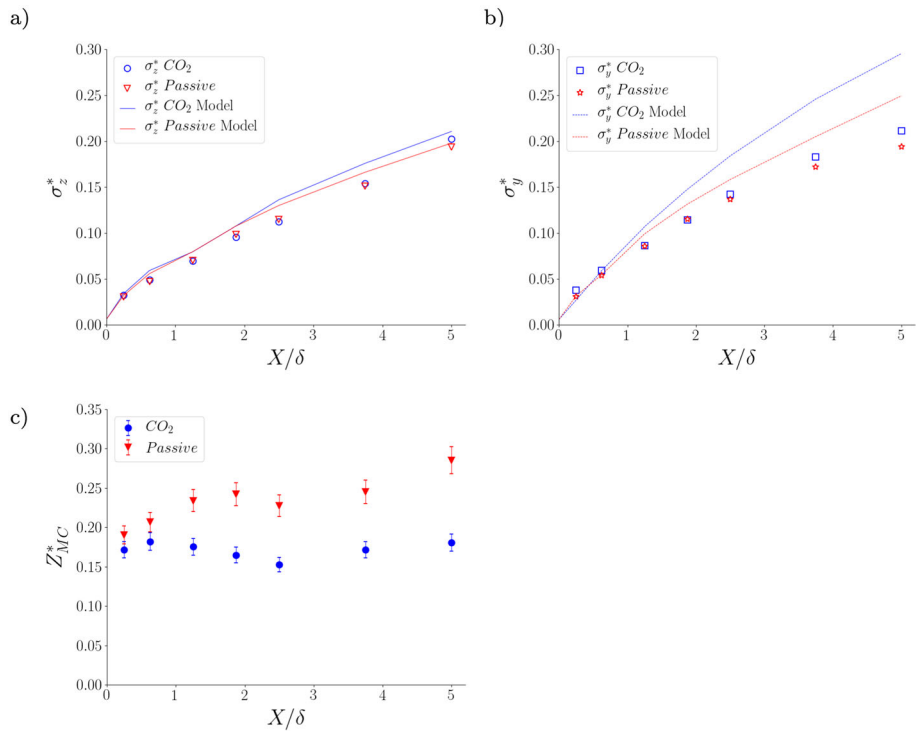 a)
0.30
0.25
0.20
0.15
0.10
0.05
0.00
σ*z
σ*z CO2
σ*z Passive
σ*z CO2 Model
σ*z Passive Model
0 1 2 3 4 5
X/δ
b)
0.30
0.25
0.20
0.15
0.10
0.05
0.00
σ*y
σ*y CO2
σ*y Passive
σ*y CO2 Model
σ*y Passive Model
0 1 2 3 4 5
X/δ
c)
0.35
0.30
0.25
0.20
0.15
0.10
0.05
0.00
Z*MC
CO2
Passive
0 1 2 3 4 5
X/δ